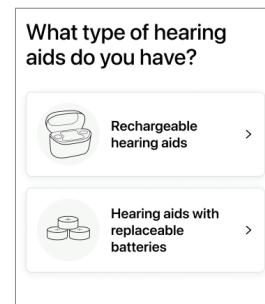 What type of hearing
aids do you have?
Rechargeable
hearing aids
Hearing aids with
replaceable
batteries